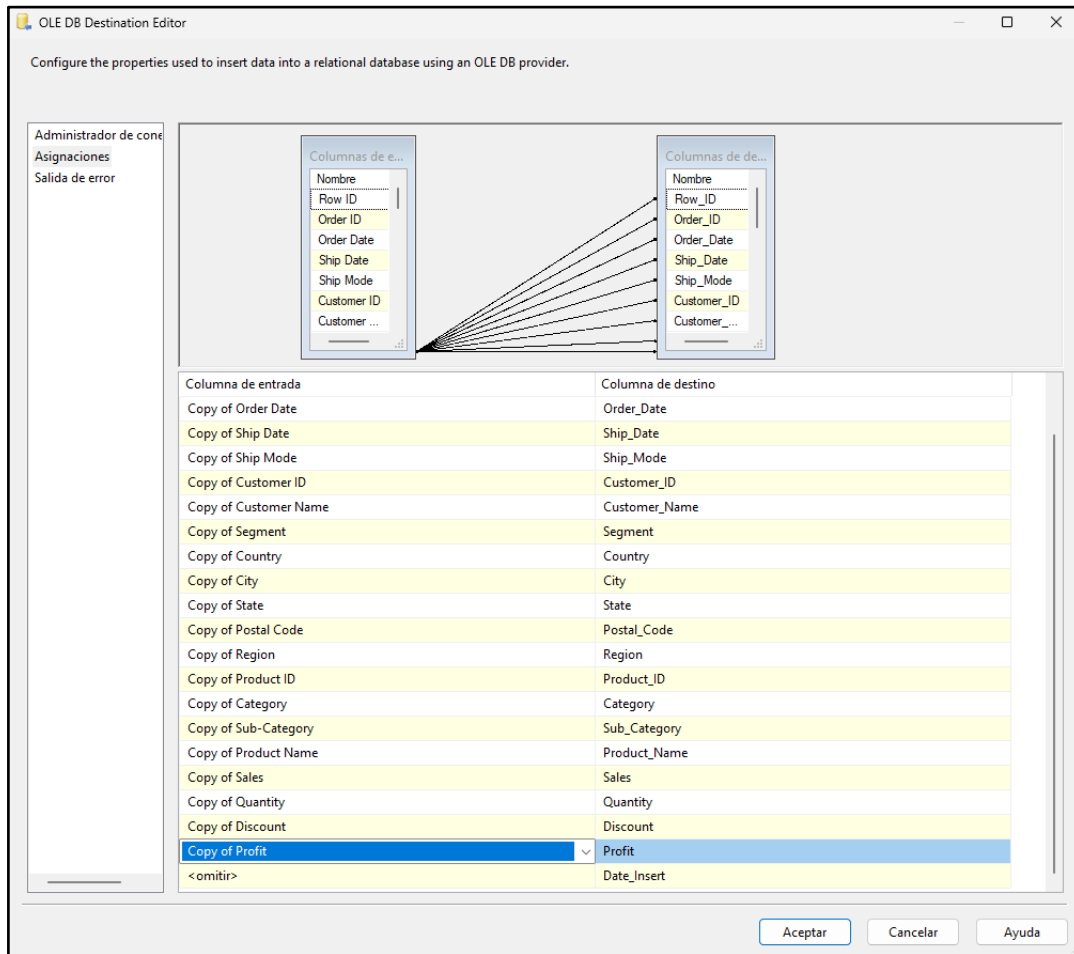 OLE DB Destination Editor
Configure the properties used to insert data into a relational database using an OLE DB provider.
Administrador de cone
Asignaciones
Salida de error
Columnas de e...
Nombre
Row ID
Order ID
Order Date
Ship Date
Ship Mode
Customer ID
Customer ...
Columnas de de...
Nombre
Row_ID
Order_ID
Order_Date
Ship_Date
Ship_Mode
Customer_ID
Customer_...
Columna de entrada Columna de destino
Copy of Order Date Order_Date
Copy of Ship Date Ship_Date
Copy of Ship Mode Ship_Mode
Copy of Customer ID Customer_ID
Copy of Customer Name Customer_Name
Copy of Segment Segment
Copy of Country Country
Copy of City City
Copy of State State
Copy of Postal Code Postal_Code
Copy of Region Region
Copy of Product ID Product_ID
Copy of Category Category
Copy of Sub-Category Sub_Category
Copy of Product Name Product_Name
Copy of Sales Sales
Copy of Quantity Quantity
Copy of Discount Discount
Copy of Profit Profit
<omitir> Date_Insert
Aceptar Cancelar Ayuda